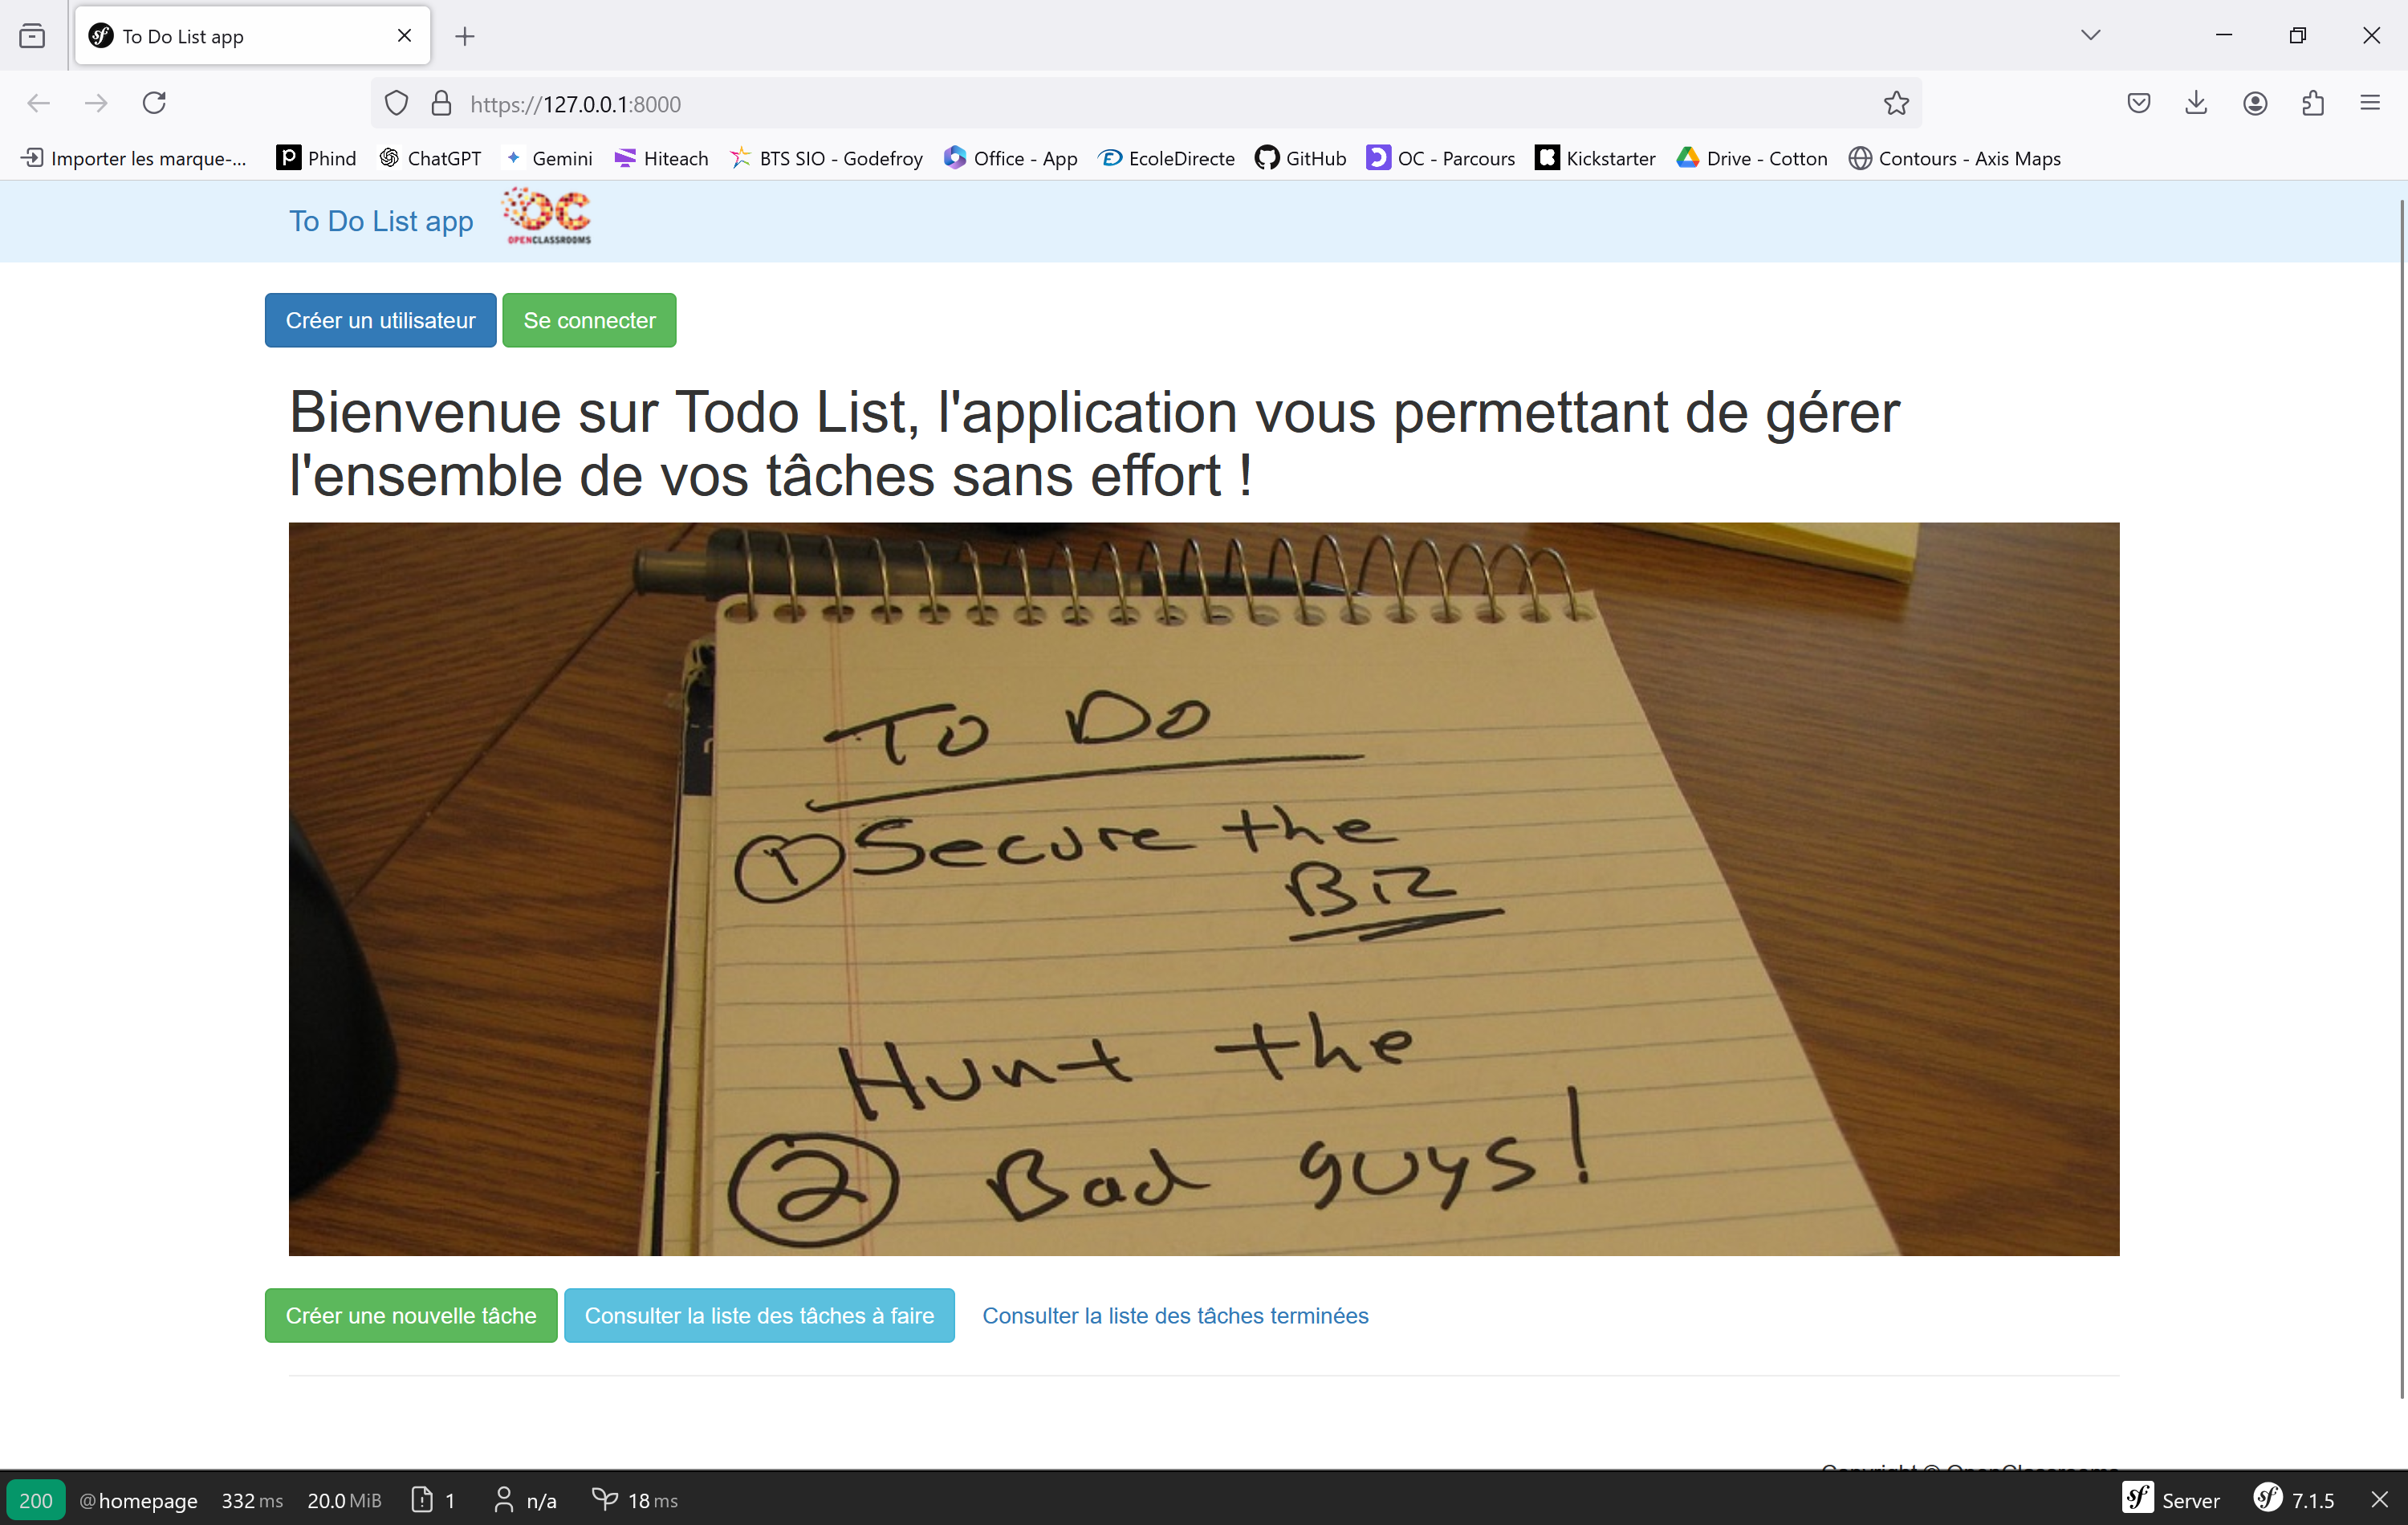 To Do List app
https://127.0.0.1:8000
Importer les marque-... Phind ChatGPT Gemini Hiteach BTS SIO - Godefroy Office - App EcoleDirecte GitHub OC - Parcours Kickstarter Drive - Cotton Contours - Axis Maps
To Do List app OC OPENCLASSROOMS
Créer un utilisateur Se connecter
Bienvenue sur Todo List, l'application vous permettant de gérer
l'ensemble de vos tâches sans effort !
To Do
1 Secure the
Biz
Hunt the
2 Bad guys!
Créer une nouvelle tâche Consulter la liste des tâches à faire Consulter la liste des tâches terminées
Copyright © OpenClassrooms
200 @homepage 332 ms 20.0 MiB 1 n/a 18 ms sf Server sf 7.1.5